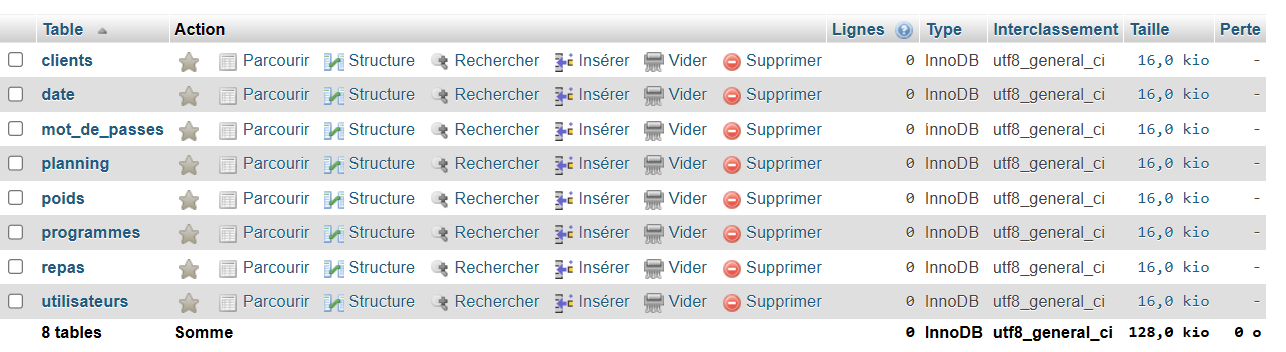 Table Action Lignes Type Interclassement Taille Perte
clients Parcourir Structure Rechercher Insérer Vider Supprimer 0 InnoDB utf8_general_ci 16,0 kio -
date Parcourir Structure Rechercher Insérer Vider Supprimer 0 InnoDB utf8_general_ci 16,0 kio -
mot_de_passes Parcourir Structure Rechercher Insérer Vider Supprimer 0 InnoDB utf8_general_ci 16,0 kio -
planning Parcourir Structure Rechercher Insérer Vider Supprimer 0 InnoDB utf8_general_ci 16,0 kio -
poids Parcourir Structure Rechercher Insérer Vider Supprimer 0 InnoDB utf8_general_ci 16,0 kio -
programmes Parcourir Structure Rechercher Insérer Vider Supprimer 0 InnoDB utf8_general_ci 16,0 kio -
repas Parcourir Structure Rechercher Insérer Vider Supprimer 0 InnoDB utf8_general_ci 16,0 kio -
utilisateurs Parcourir Structure Rechercher Insérer Vider Supprimer 0 InnoDB utf8_general_ci 16,0 kio -
8 tables Somme 0 InnoDB utf8_general_ci 128,0 kio 0 o